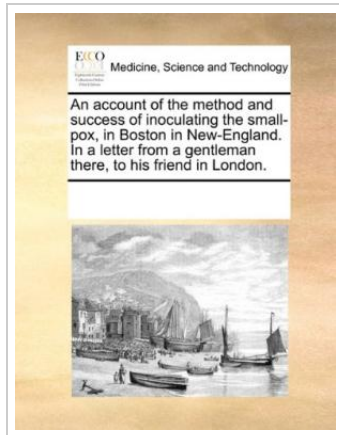 ECCO
Medicine, Science and Technology
An account of the method and
success of inoculating the small-
pox, in Boston in New-England.
In a letter from a gentleman
there, to his friend in London.